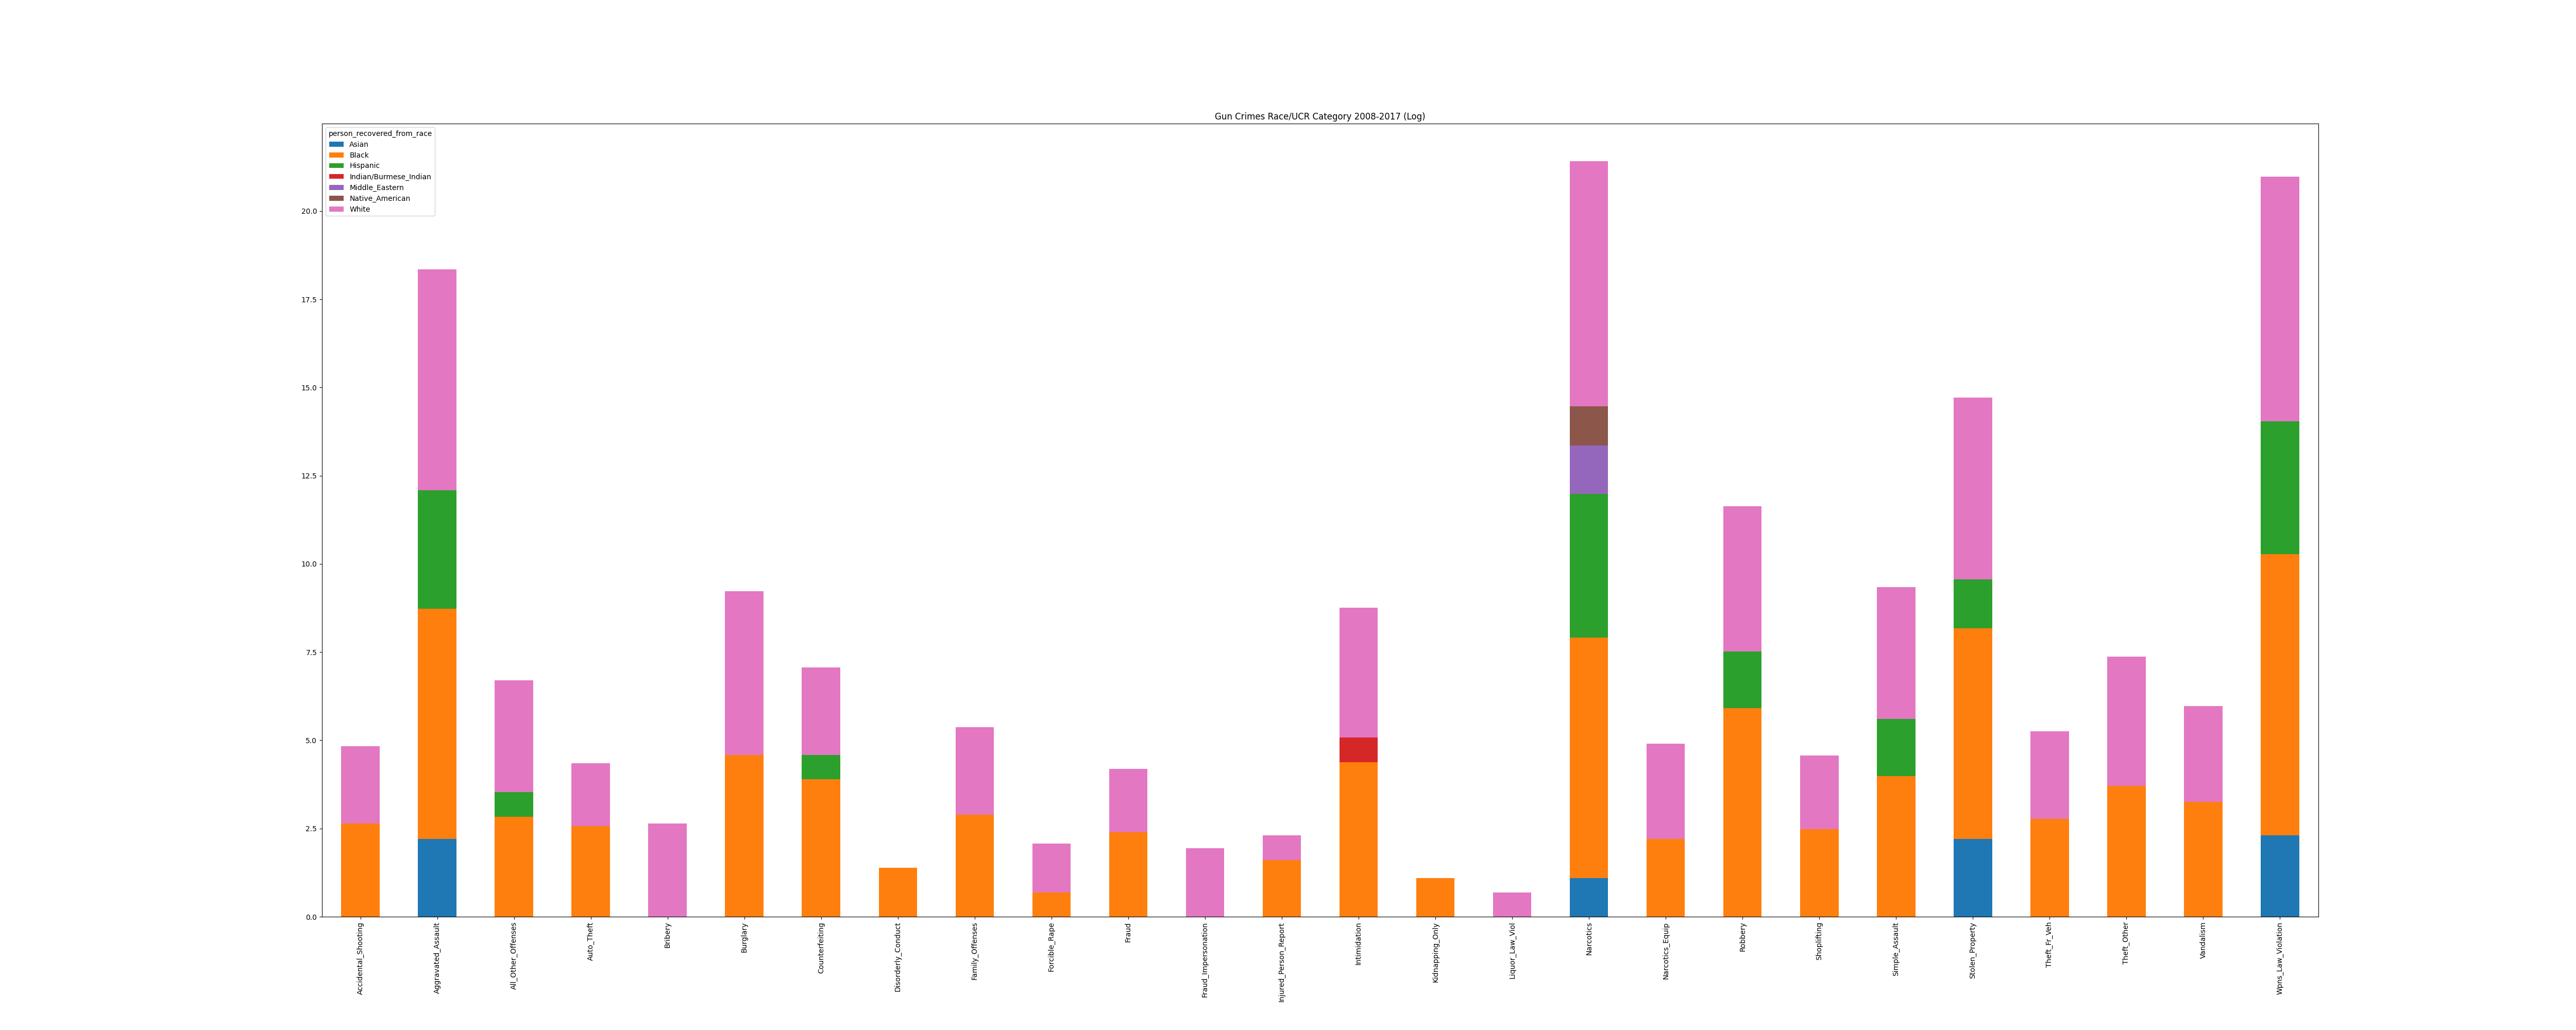 Gun Crimes Race/UCR Category 2008-2017 (Log)
person_recovered_from_race
Asian
Black
Hispanic
Indian/Burmese_Indian
Middle_Eastern
Native_American
White
20.0
17.5
15.0
12.5
10.0
7.5
5.0
2.5
0.0
Accidental_Shooting
Aggravated_Assault
All_Other_Offenses
Auto_Theft
Bribery
Burglary
Counterfeiting
Disorderly_Conduct
Family_Offenses
Forcible_Rape
Fraud
Fraud_Impersonation
Injured_Person_Report
Intimidation
Kidnapping_Only
Liquor_Law_Viol
Narcotics
Narcotics_Equip
Robbery
Shoplifting
Simple_Assault
Stolen_Property
Theft_Fr_Veh
Theft_Other
Vandalism
Wpns_Law_Violation